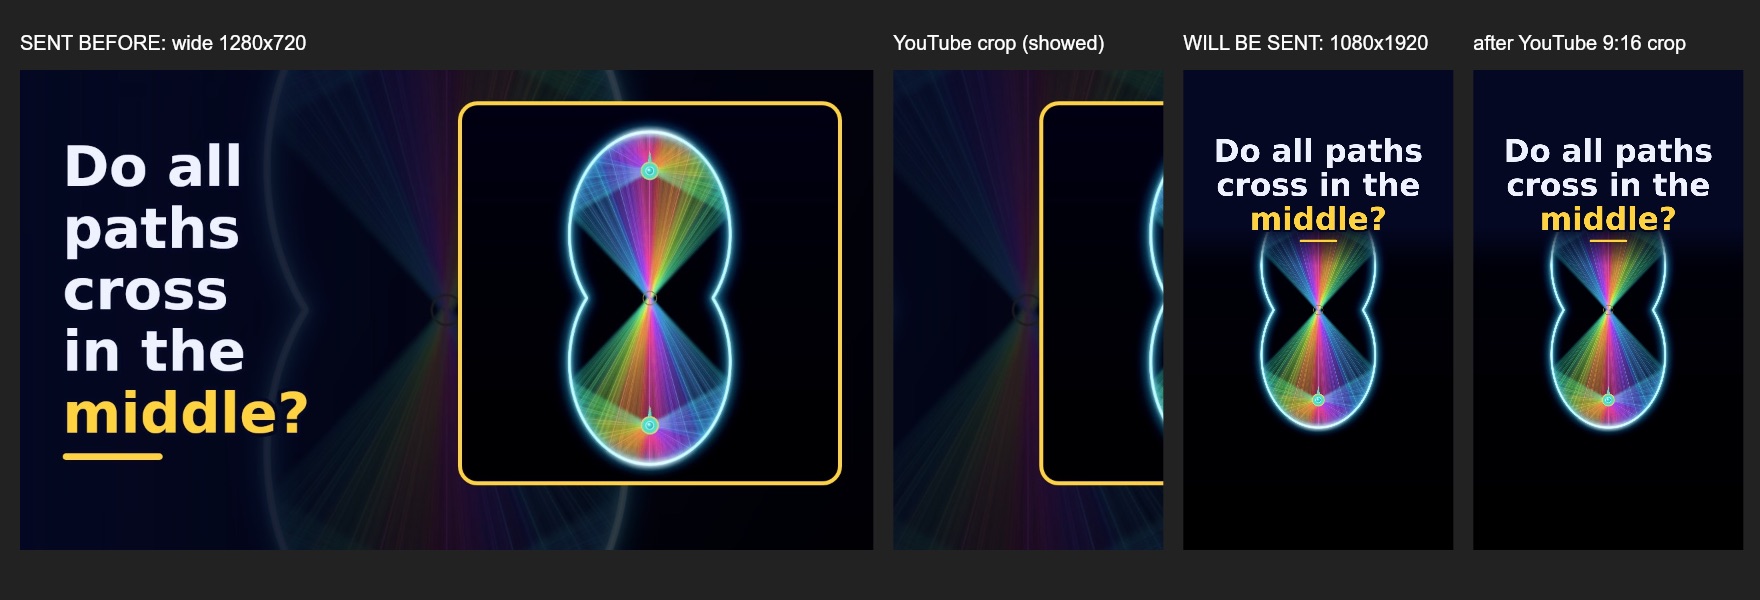 SENT BEFORE: wide 1280x720
Do all
paths
cross
in the
middle?
YouTube crop (showed)
WILL BE SENT: 1080x1920
Do all paths
cross in the
middle?
after YouTube 9:16 crop
Do all paths
cross in the
middle?